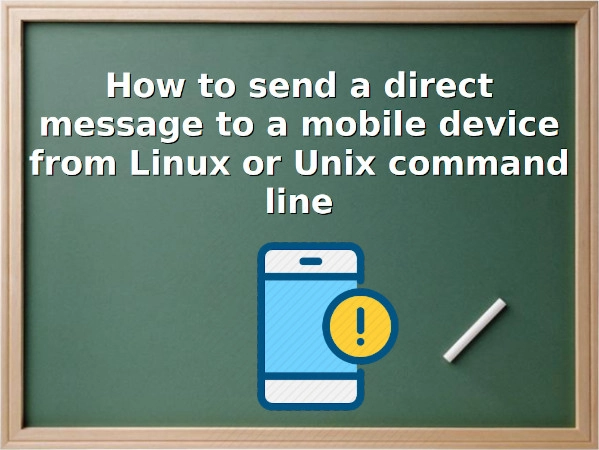 How to send a direct
message to a mobile device
from Linux or Unix command
line